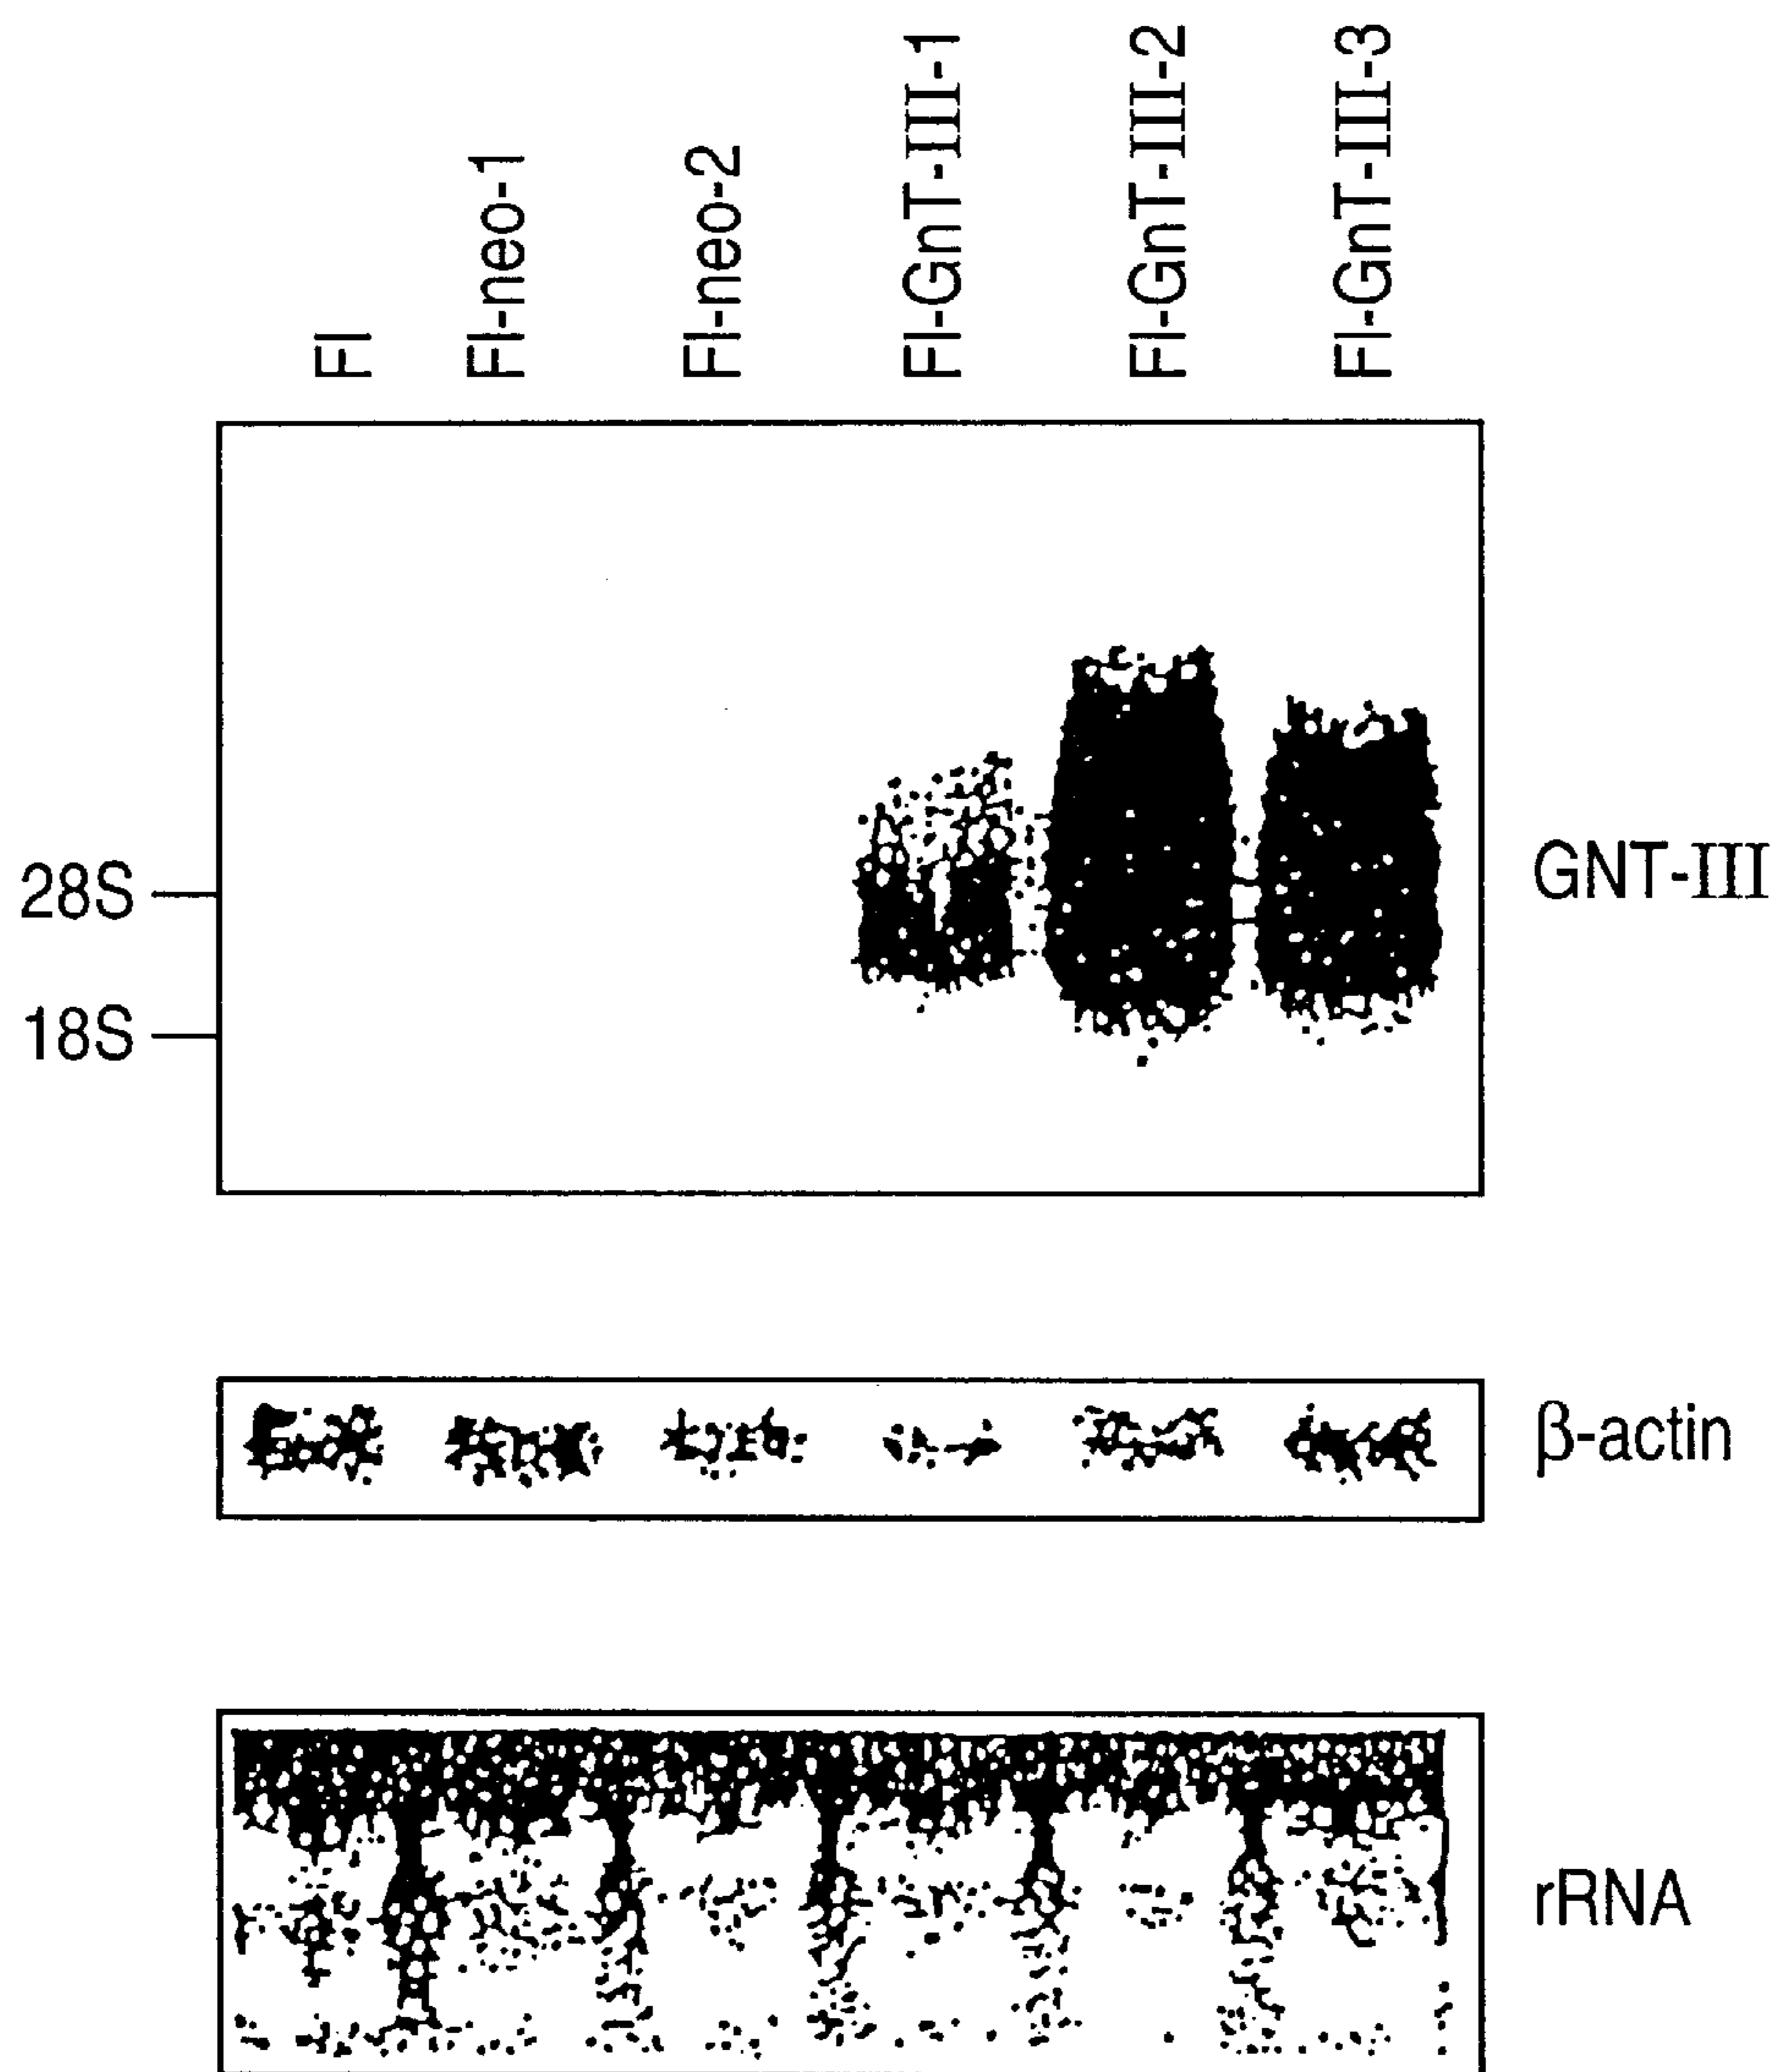 FI
FI-neo-1
FI-neo-2
FI-GnT-III-1
FI-GnT-III-2
FI-GnT-III-3
28S
GNT-III
18S
β-actin
rRNA